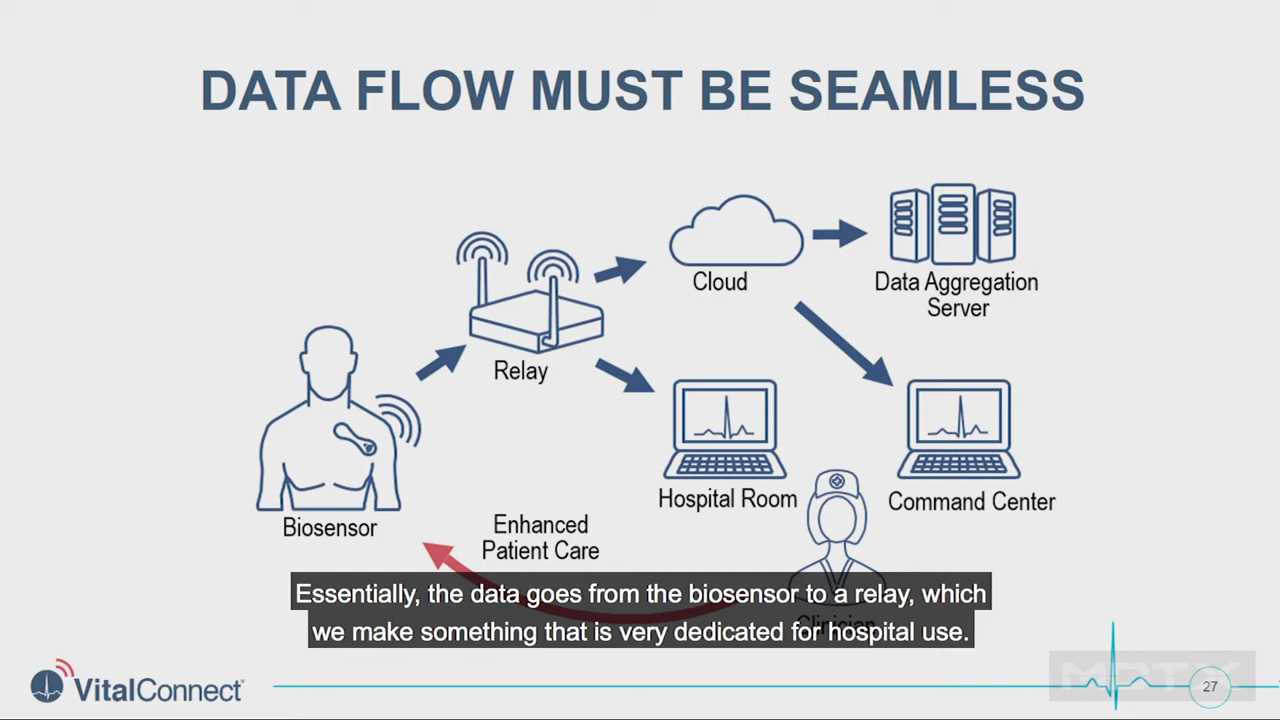 DATA FLOW MUST BE SEAMLESS
Cloud
Data Aggregation
Server
Relay
Biosensor
Hospital Room
Command Center
Enhanced
Patient Care
Clinician
Essentially, the data goes from the biosensor to a relay, which
we make something that is very dedicated for hospital use.
VitalConnect
27